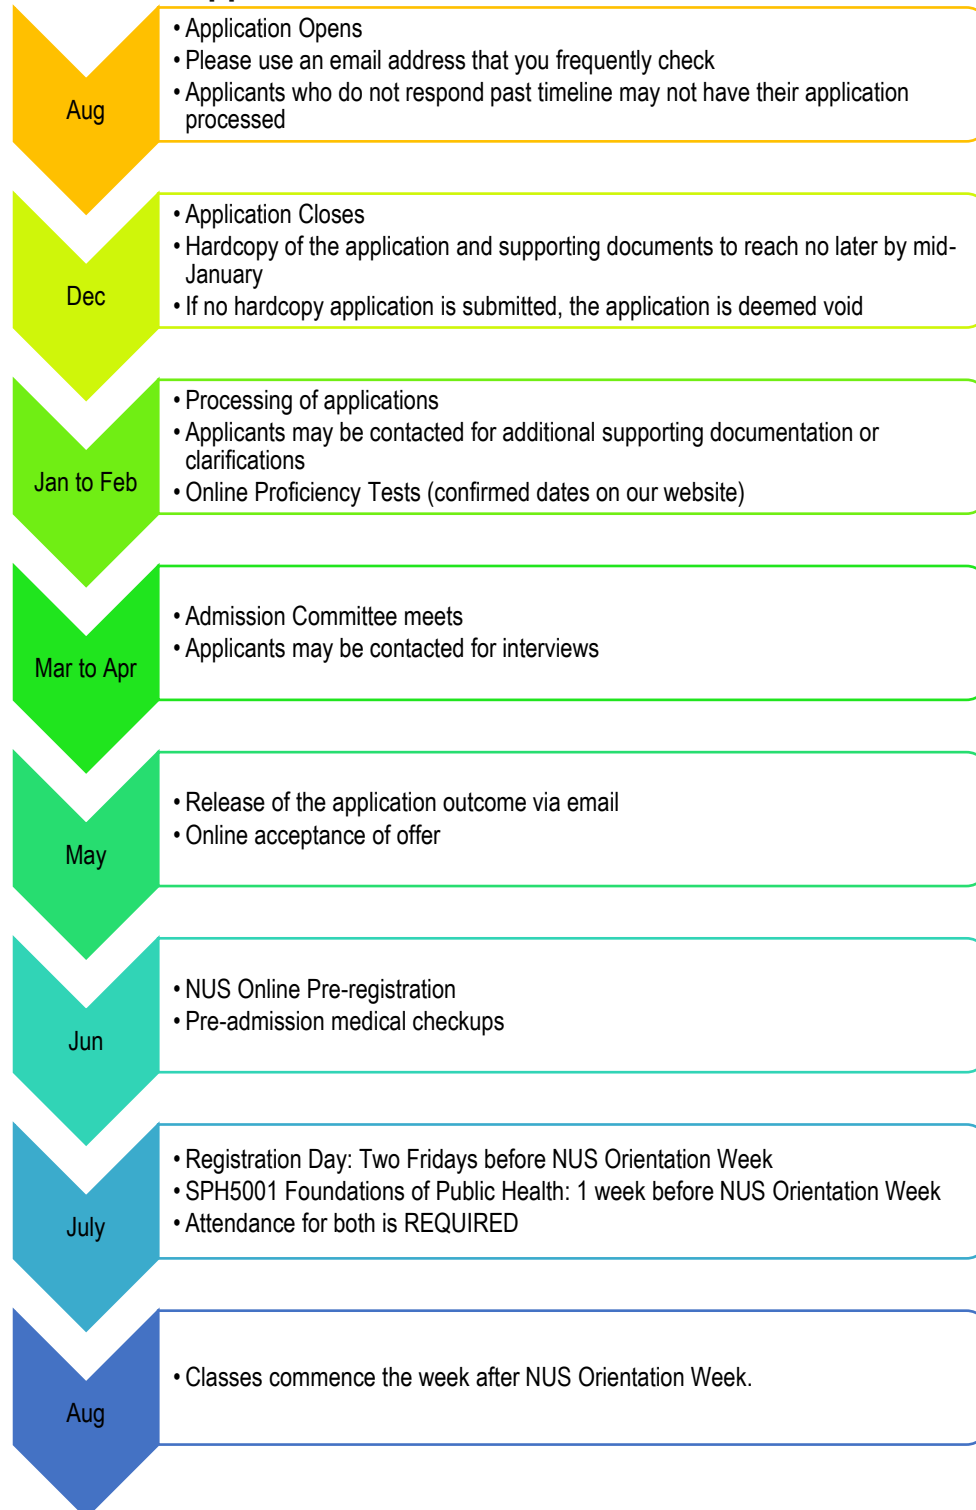 • Application Opens
• Please use an email address that you frequently check
• Applicants who do not respond past timeline may not have their application
processed
Aug
• Application Closes
• Hardcopy of the application and supporting documents to reach no later by mid-
January
• If no hardcopy application is submitted, the application is deemed void
Dec
• Processing of applications
• Applicants may be contacted for additional supporting documentation or
clarifications
• Online Proficiency Tests (confirmed dates on our website)
Jan to Feb
• Admission Committee meets
• Applicants may be contacted for interviews
Mar to Apr
• Release of the application outcome via email
• Online acceptance of offer
May
• NUS Online Pre-registration
• Pre-admission medical checkups
Jun
• Registration Day: Two Fridays before NUS Orientation Week
• SPH5001 Foundations of Public Health: 1 week before NUS Orientation Week
• Attendance for both is REQUIRED
July
• Classes commence the week after NUS Orientation Week.
Aug